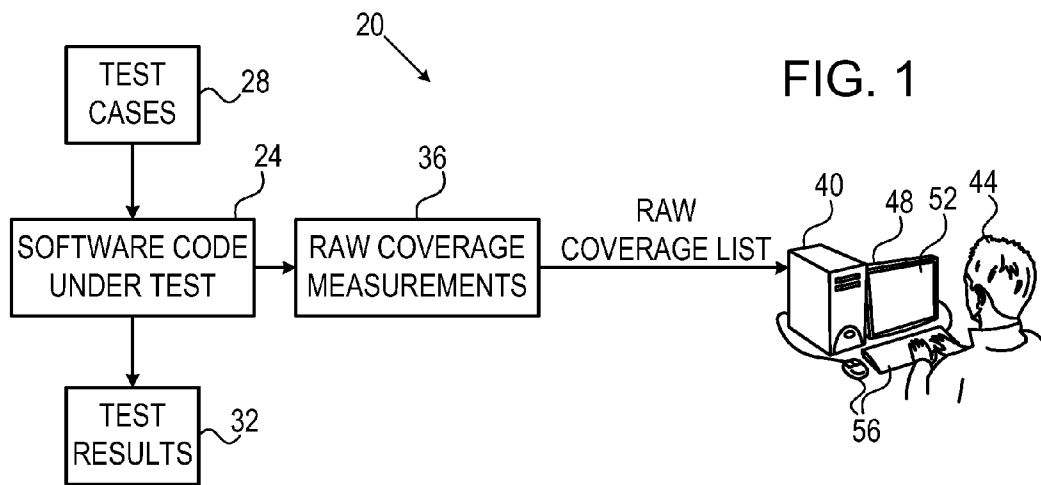 20
FIG. 1
TEST
CASES
28
24
SOFTWARE CODE
UNDER TEST
36
RAW COVERAGE
MEASUREMENTS
RAW
COVERAGE LIST
40
48
52
44
56
TEST
RESULTS
32